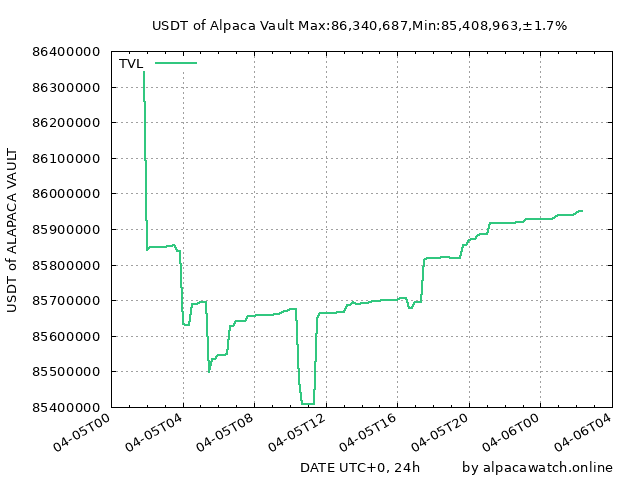 USDT of Alpaca Vault Max:86,340,687,Min:85,408,963,±1.7%
TVL
86400000
86300000
86200000
86100000
86000000
85900000
85800000
85700000
85600000
85500000
85400000
USDT of ALAPACA VAULT
04-05T00
04-05T04
04-05T08
04-05T12
04-05T16
04-05T20
04-06T00
04-06T04
DATE UTC+0, 24h
by alpacawatch.online